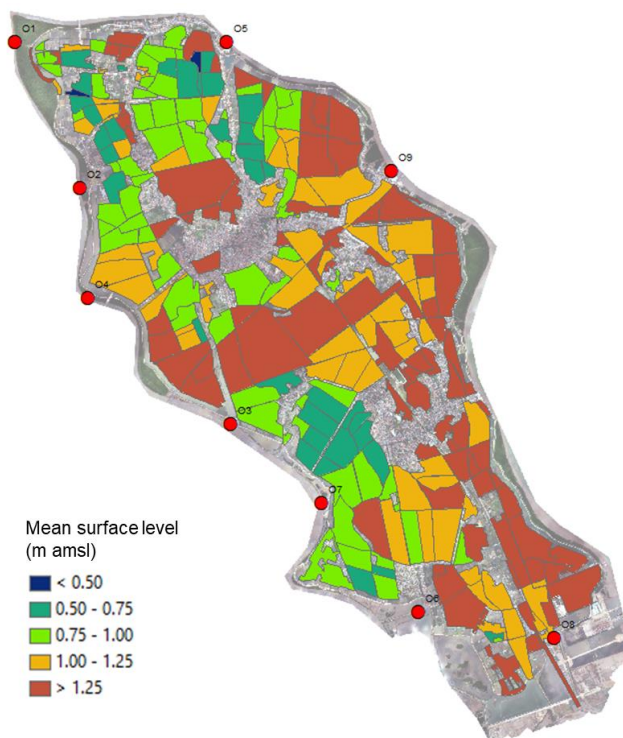 O1
O5
O9
O2
O4
O3
O7
O6
O8
Mean surface level
(m amsl)
< 0.50
0.50 - 0.75
0.75 - 1.00
1.00 - 1.25
> 1.25